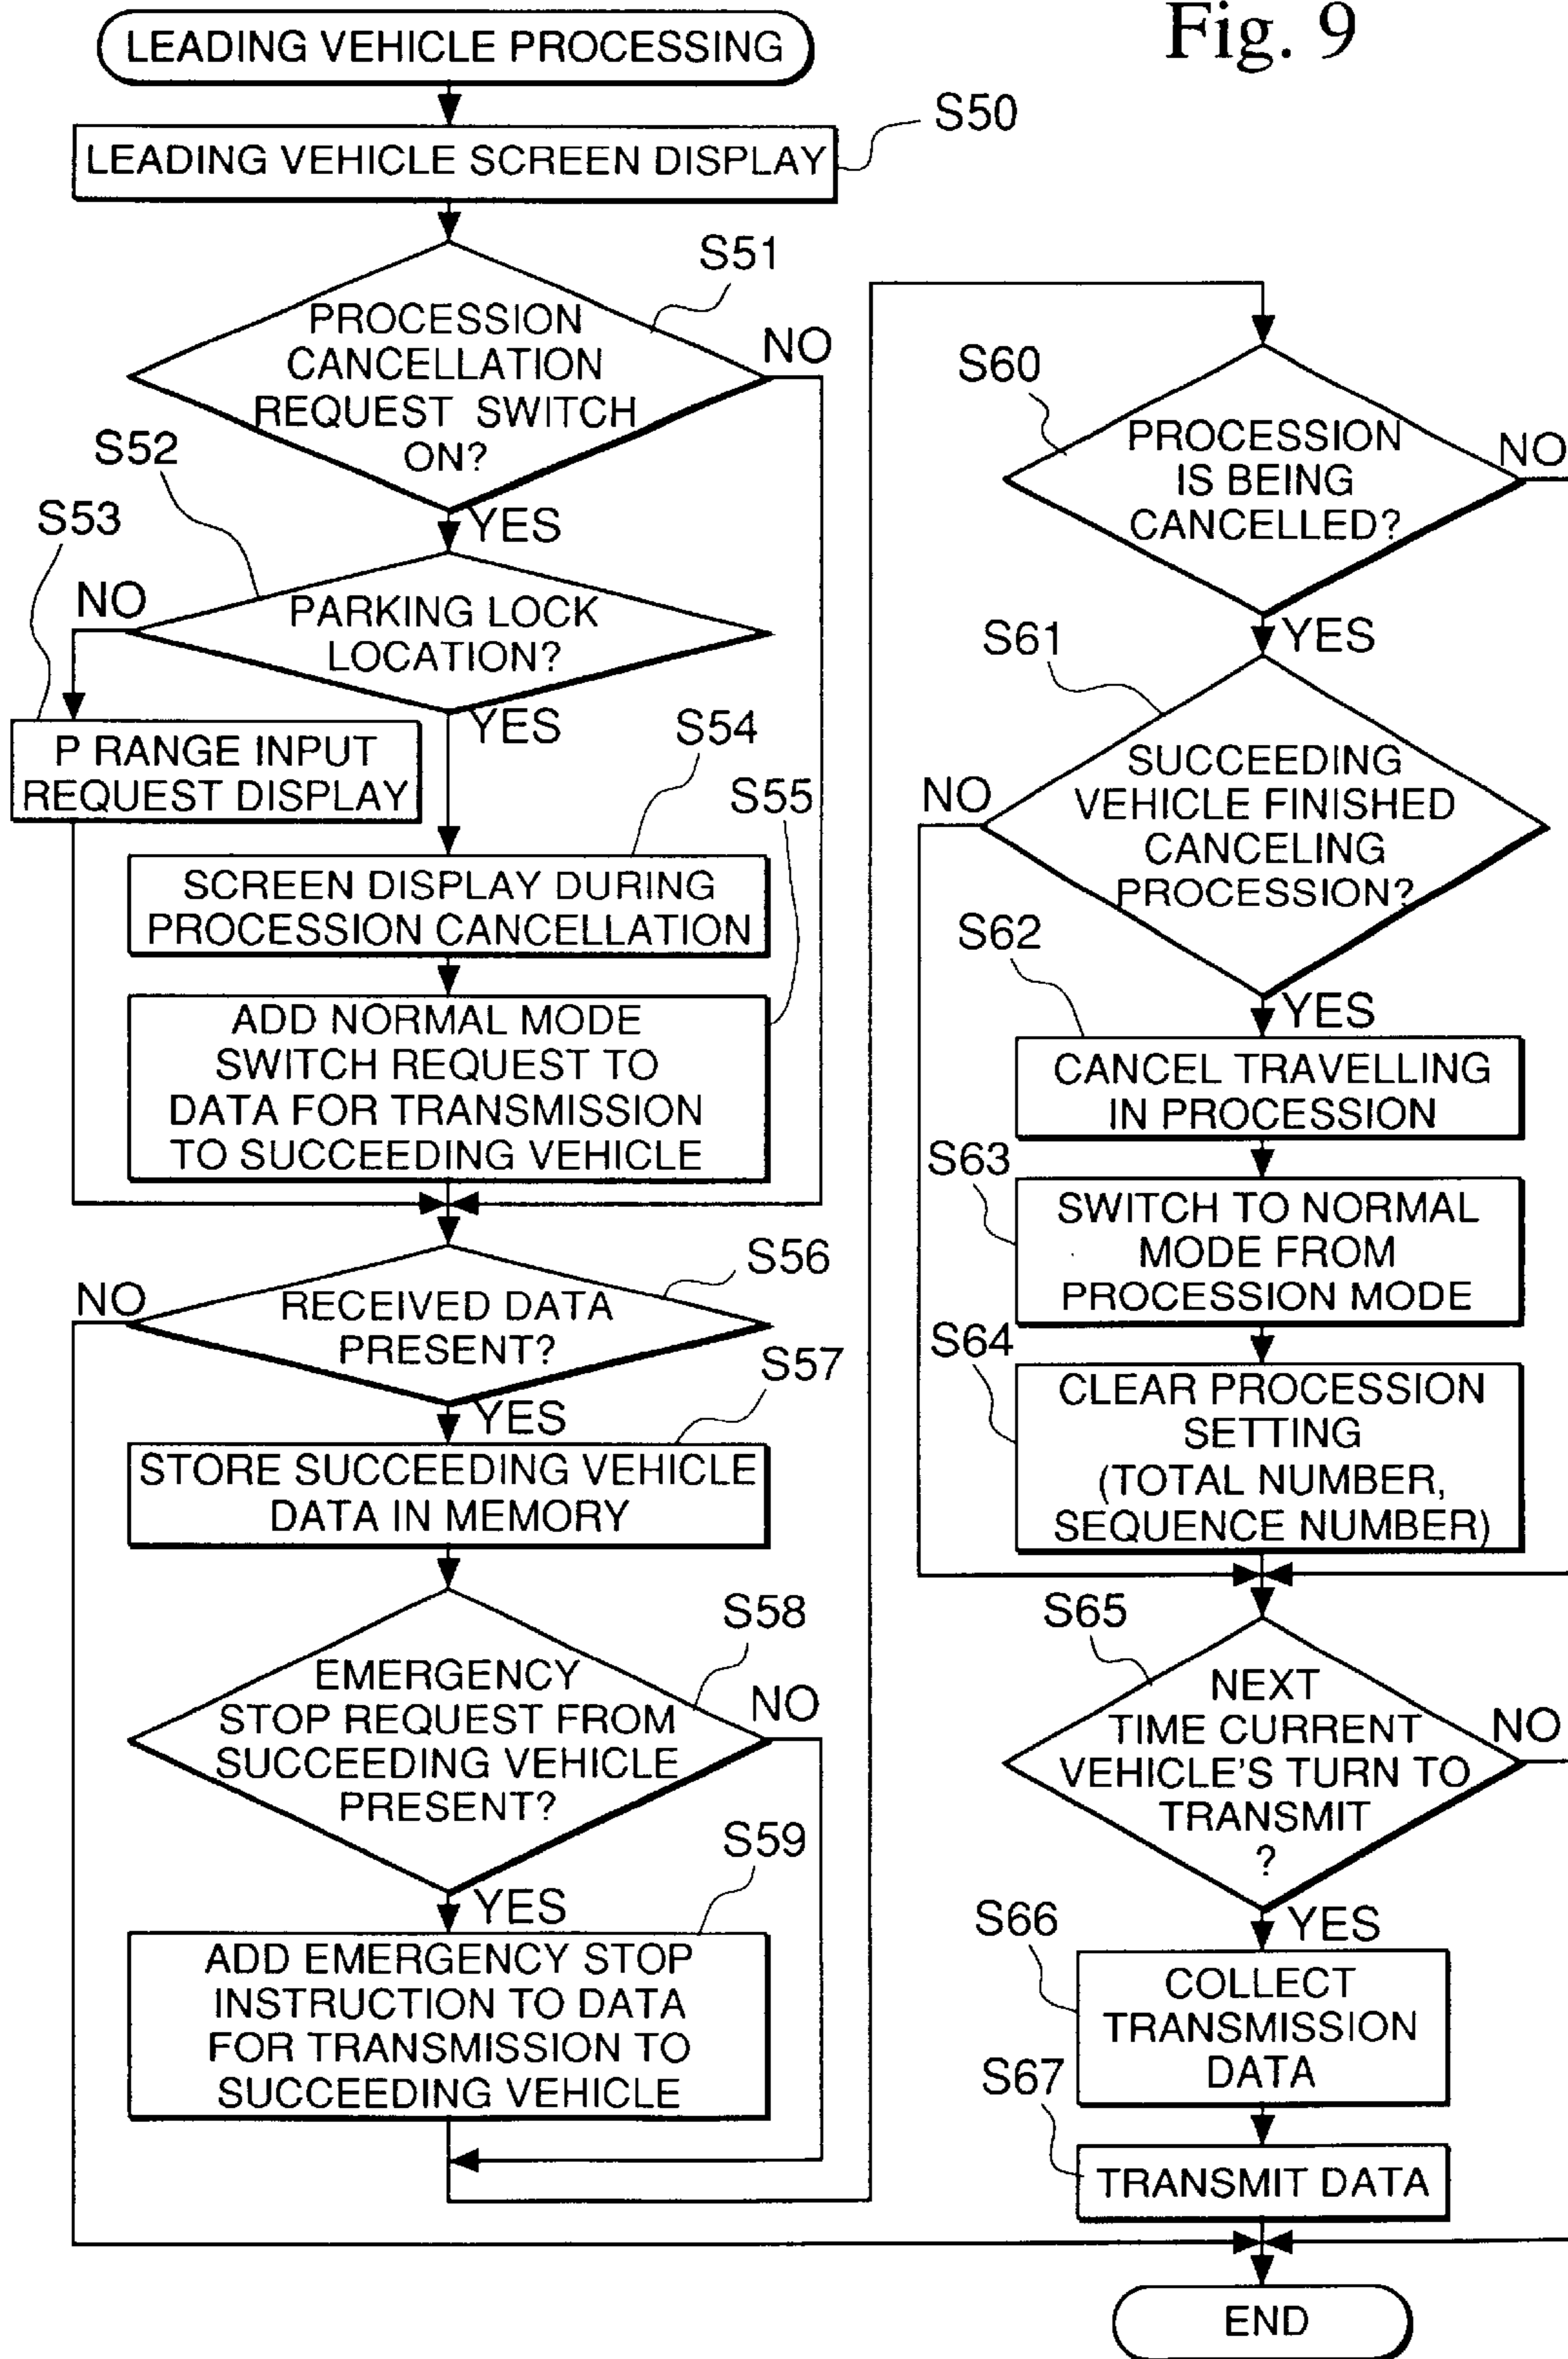 Fig. 9
LEADING VEHICLE PROCESSING
S50
LEADING VEHICLE SCREEN DISPLAY
S51
PROCESSION
CANCELLATION
REQUEST SWITCH
ON?
NO
YES
S52
PARKING LOCK
LOCATION?
NO
YES
S53
P RANGE INPUT
REQUEST DISPLAY
S54
SCREEN DISPLAY DURING
PROCESSION CANCELLATION
S55
ADD NORMAL MODE
SWITCH REQUEST TO
DATA FOR TRANSMISSION
TO SUCCEEDING VEHICLE
S56
RECEIVED DATA
PRESENT?
NO
YES
S57
STORE SUCCEEDING VEHICLE
DATA IN MEMORY
S58
EMERGENCY
STOP REQUEST FROM
SUCCEEDING VEHICLE
PRESENT?
NO
YES
S59
ADD EMERGENCY STOP
INSTRUCTION TO DATA
FOR TRANSMISSION TO
SUCCEEDING VEHICLE
S60
PROCESSION
IS BEING
CANCELLED?
NO
YES
S61
SUCCEEDING
VEHICLE FINISHED
CANCELING
PROCESSION?
NO
YES
S62
CANCEL TRAVELLING
IN PROCESSION
S63
SWITCH TO NORMAL
MODE FROM
PROCESSION MODE
S64
CLEAR PROCESSION
SETTING
(TOTAL NUMBER,
SEQUENCE NUMBER)
S65
NEXT
TIME CURRENT
VEHICLE'S TURN TO
TRANSMIT
?
NO
YES
S66
COLLECT
TRANSMISSION
DATA
S67
TRANSMIT DATA
END